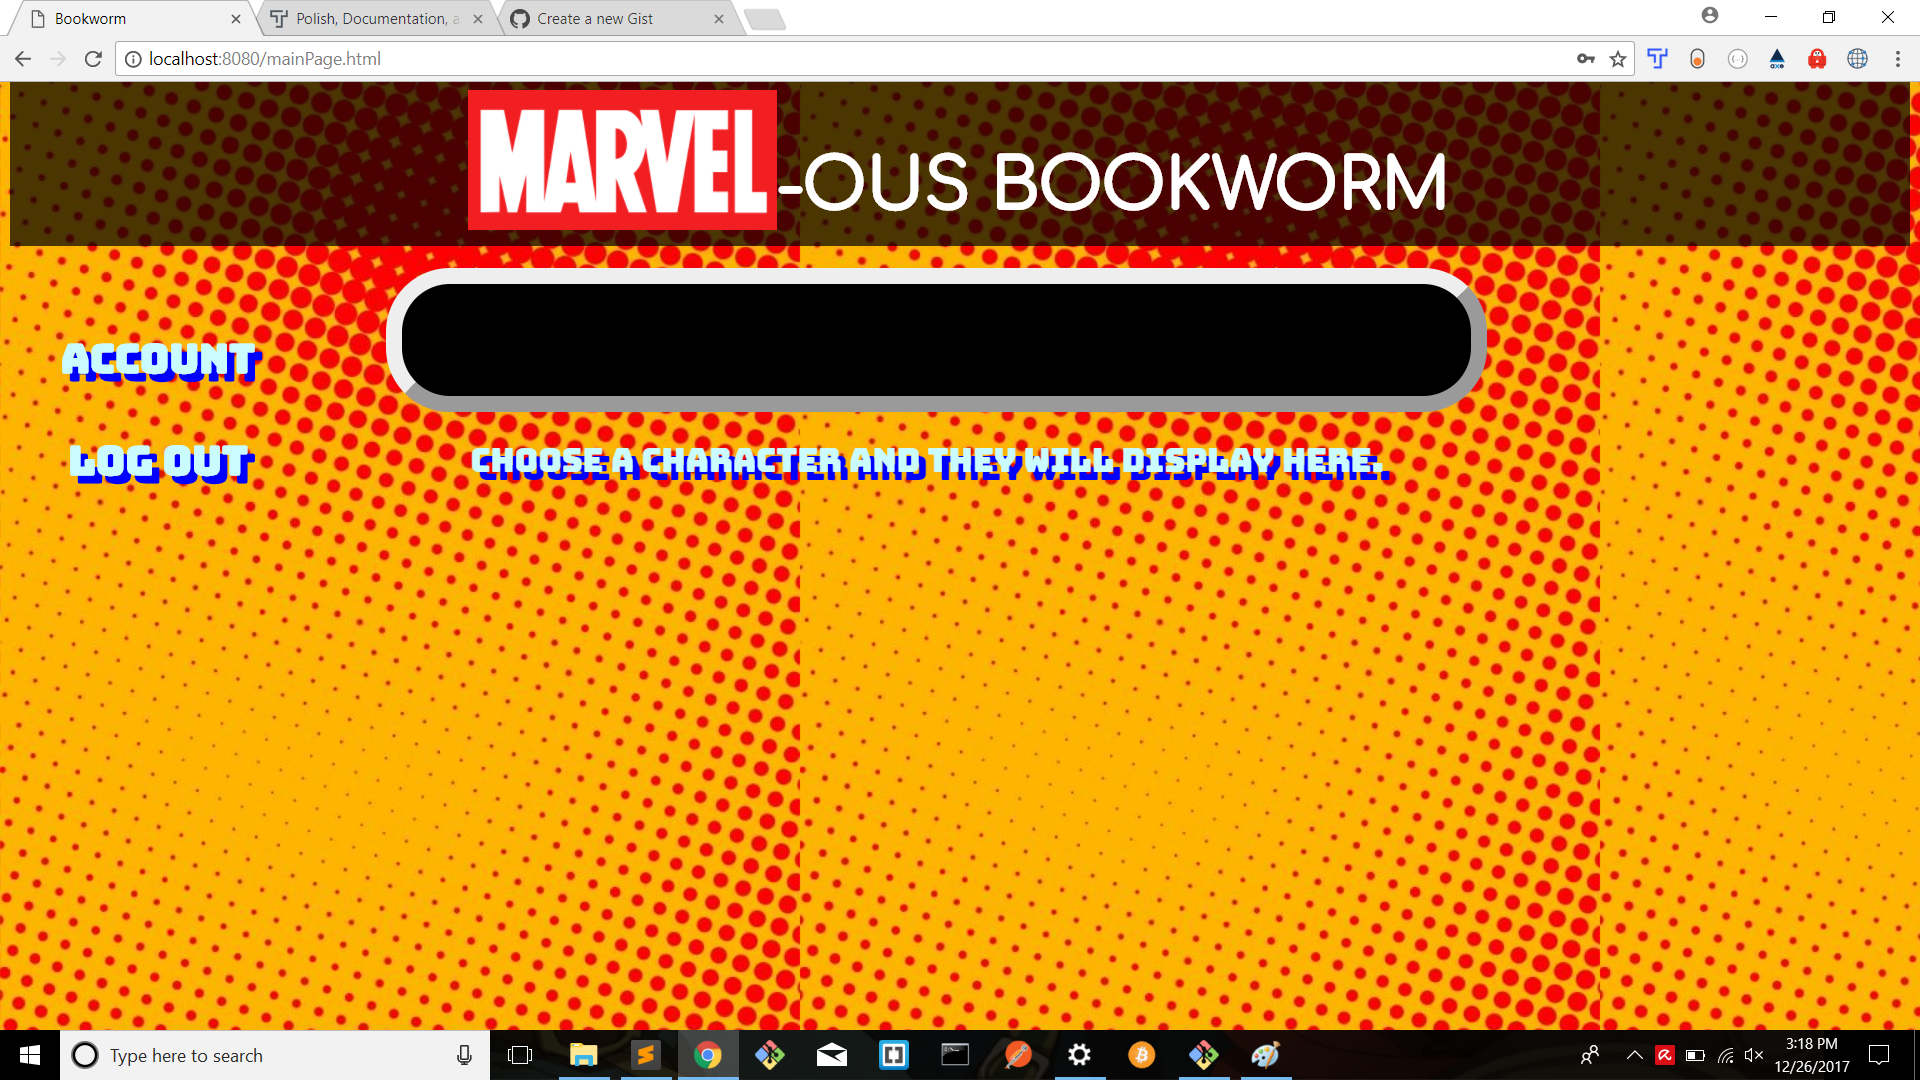 Bookworm
Polish, Documentation, a
Create a new Gist
localhost:8080/mainPage.html
MARVEL -OUS BOOKWORM
ACCOUNT
LOG OUT
CHOOSE A CHARACTER AND THEY WILL DISPLAY HERE.
Type here to search
3:18 PM
12/26/2017